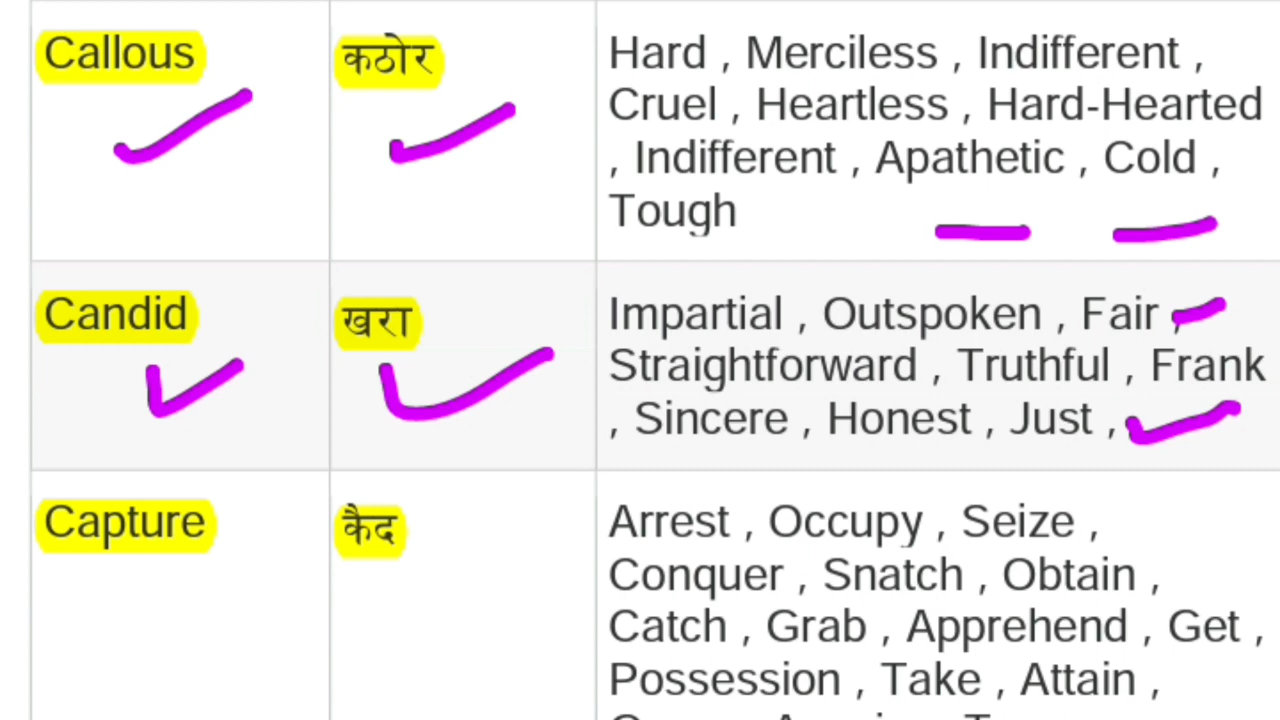 Callous
कठोर
Hard , Merciless , Indifferent ,
Cruel , Heartless , Hard-Hearted
, Indifferent , Apathetic , Cold ,
Tough
Candid
खरा
Impartial , Outspoken , Fair ,
Straightforward , Truthful , Frank
, Sincere , Honest , Just ,
Capture
कैद
Arrest , Occupy , Seize ,
Conquer , Snatch , Obtain ,
Catch , Grab , Apprehend , Get ,
Possession , Take , Attain ,